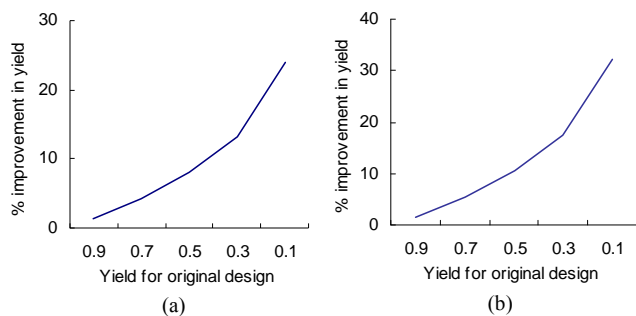 % improvement in yield
30
20
10
0
0.9 0.7 0.5 0.3 0.1
Yield for original design
(a)
% improvement in yield
40
30
20
10
0
0.9 0.7 0.5 0.3 0.1
Yield for original design
(b)